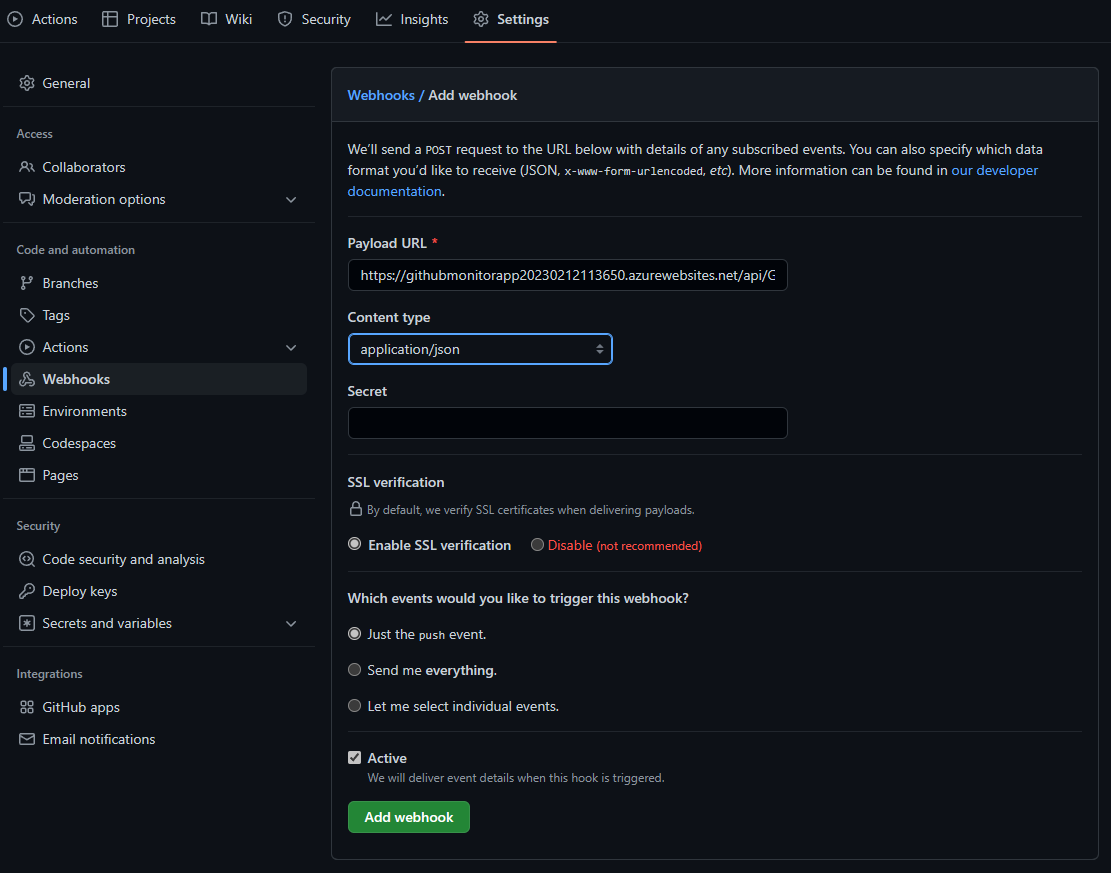 Actions Projects Wiki Security Insights Settings
General
Access
Collaborators
Moderation options
Code and automation
Branches
Tags
Actions
Webhooks
Environments
Codespaces
Pages
Security
Code security and analysis
Deploy keys
Secrets and variables
Integrations
GitHub apps
Email notifications
Webhooks / Add webhook
We’ll send a POST request to the URL below with details of any subscribed events. You can also specify which data
format you’d like to receive (JSON, x-www-form-urlencoded, etc). More information can be found in our developer
documentation.
Payload URL *
https://githubmonitorapp20230212113650.azurewebsites.net/api/G
Content type
application/json
Secret
SSL verification
By default, we verify SSL certificates when delivering payloads.
Enable SSL verification Disable (not recommended)
Which events would you like to trigger this webhook?
Just the push event.
Send me everything.
Let me select individual events.
Active
We will deliver event details when this hook is triggered.
Add webhook